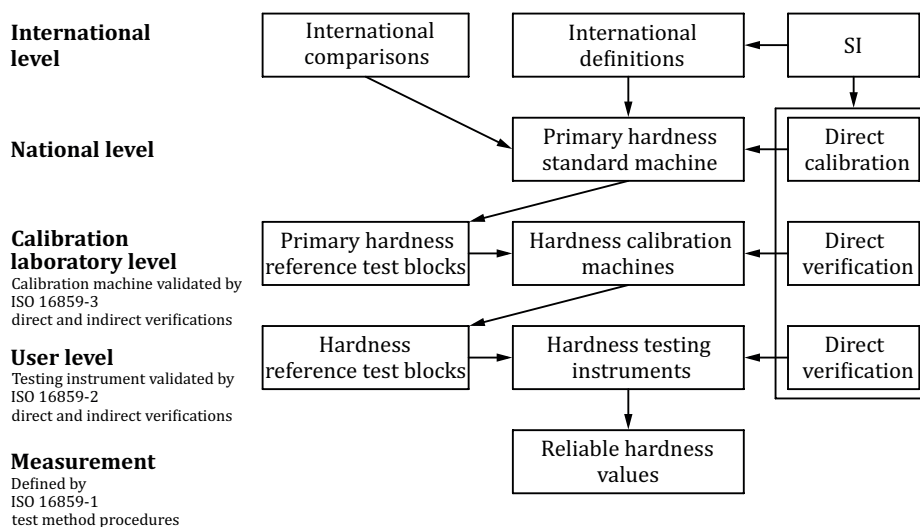 International
level
International
comparisons
International
definitions
SI
National level
Primary hardness
standard machine
Direct
calibration
Calibration
laboratory level
Calibration machine validated by
ISO 16859-3
direct and indirect verifications
Primary hardness
reference test blocks
Hardness calibration
machines
Direct
verification
User level
Testing instrument validated by
ISO 16859-2
direct and indirect verifications
Hardness
reference test blocks
Hardness testing
instruments
Direct
verification
Measurement
Defined by
ISO 16859-1
test method procedures
Reliable hardness
values